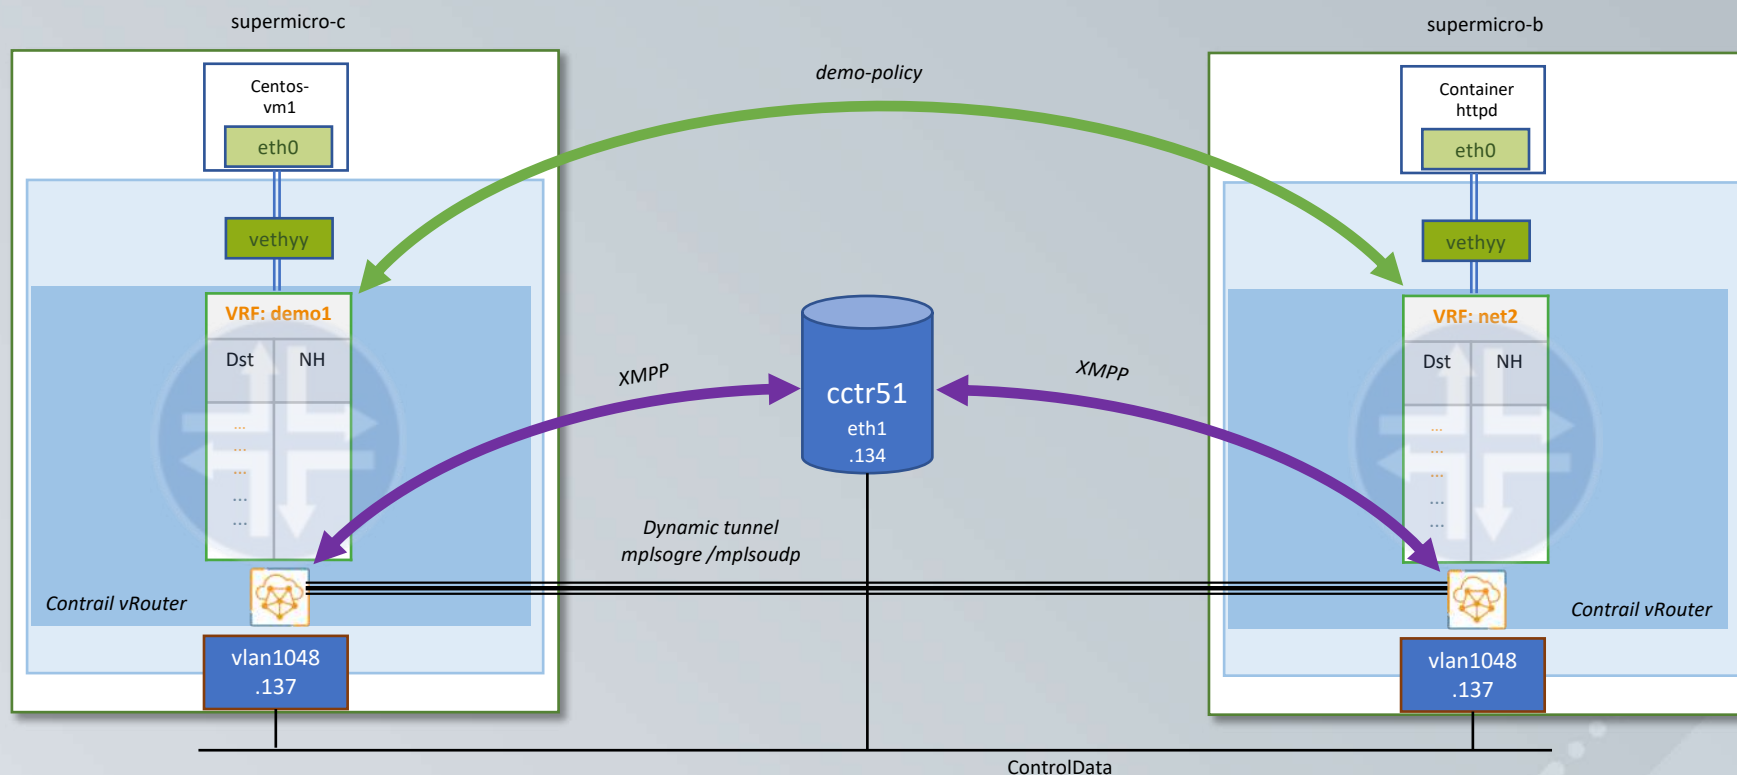 supermicro-c
supermicro-b
demo-policy
Centos-
vm1
eth0
vethyy
VRF: demo1
Dst NH
...
...
...
...
...
Contrail vRouter
vlan1048
.137
XMPP
cctr51
eth1
.134
XMPP
Dynamic tunnel
mplsogre /mplsoudp
Container
httpd
eth0
vethyy
VRF: net2
Dst NH
...
...
...
...
...
Contrail vRouter
vlan1048
.137
ControlData